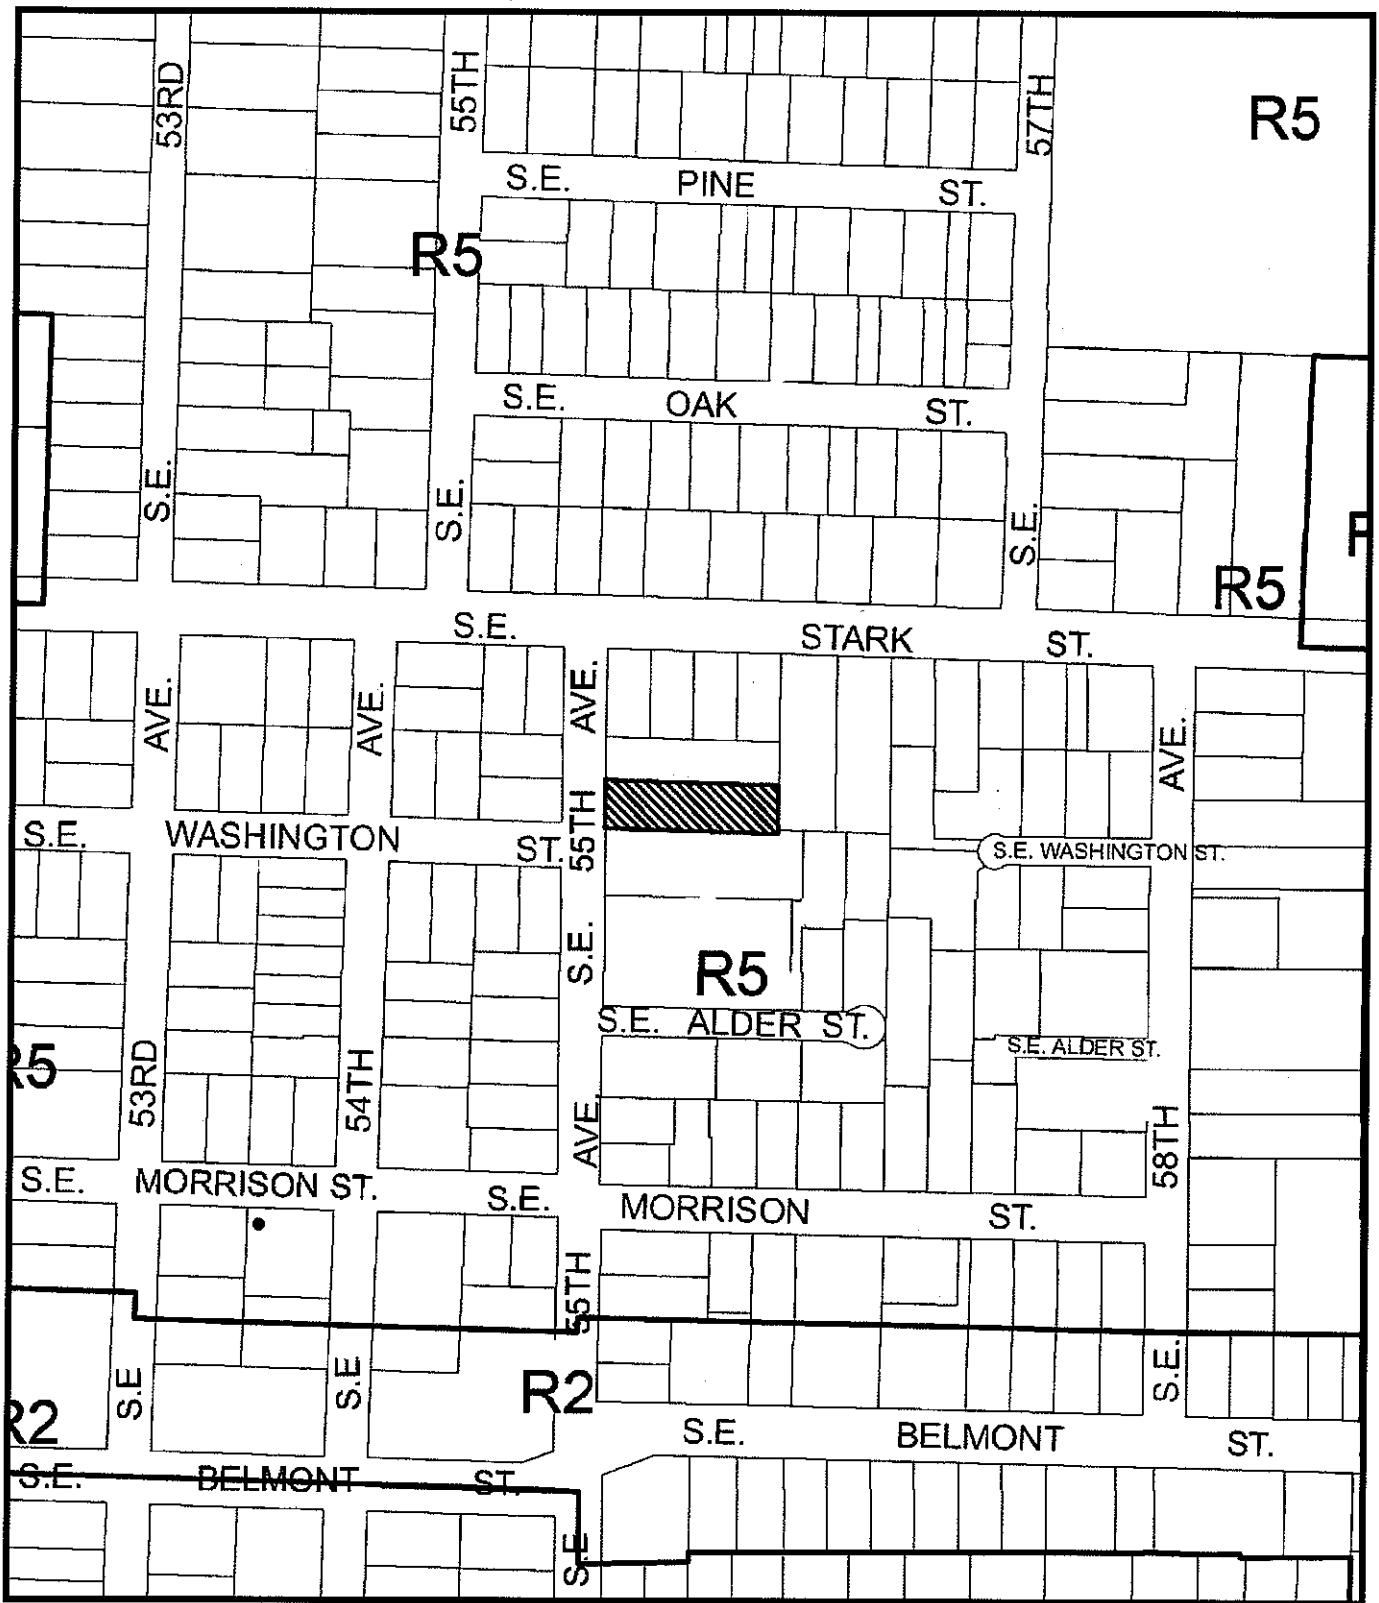 53RD
55TH
57TH
R5
S.E. PINE ST.
R5
S.E. OAK ST.
S.E.
S.E.
S.E.
R5
S.E. STARK ST.
AVE.
AVE.
AVE.
AVE.
S.E. WASHINGTON ST.
55TH
S.E. WASHINGTON ST.
S.E.
R5
S.E. ALDER ST.
S.E. ALDER ST.
R5
53RD
54TH
AVE.
58TH
S.E. MORRISON ST.
S.E. MORRISON ST.
55TH
S.E
S.E
S.E.
R2
R2
S.E. BELMONT ST.
S.E. BELMONT ST.
S.E